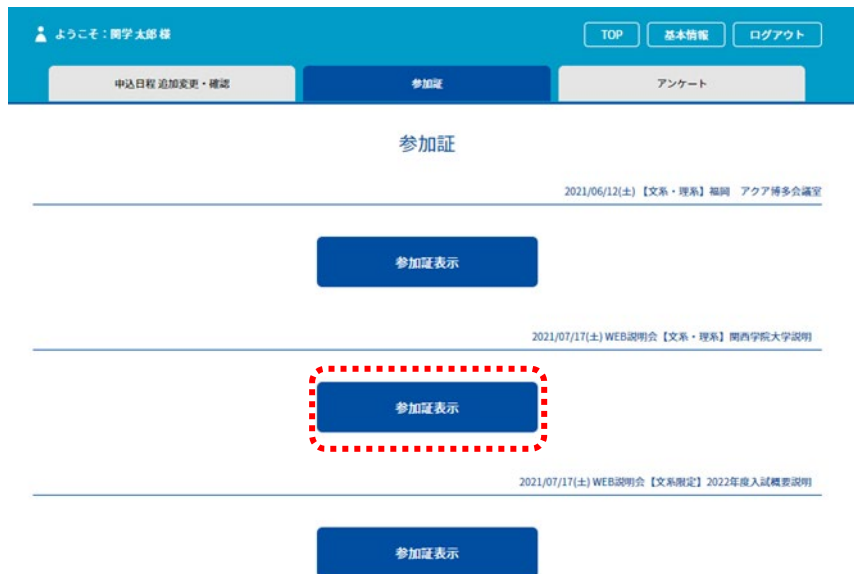 ようこそ：関学 太郎 様
TOP
基本情報
ログアウト
申込日程 追加変更・確認
参加証
アンケート
参加証
2021/06/12(土) 【文系・理系】福岡　アクア博多会議室
参加証表示
2021/07/17(土) WEB説明会【文系・理系】関西学院大学説明
参加証表示
2021/07/17(土) WEB説明会【文系限定】2022年度入試概要説明
参加証表示